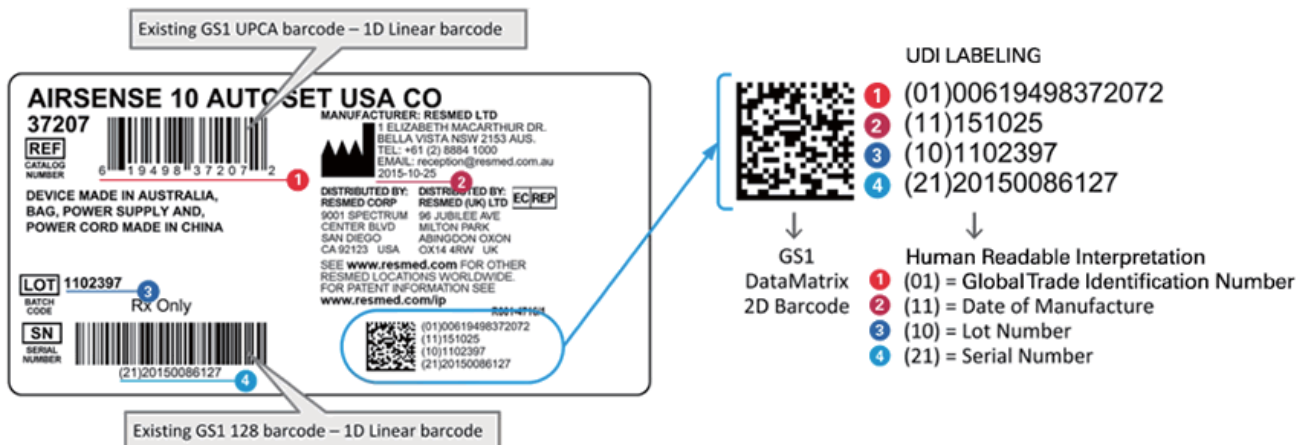 Existing GS1 UPCA barcode – 1D Linear barcode
AIRSENSE 10 AUTOSET USA CO
37207
REF
CATALOG
NUMBER
6 19498 37207 2
1
DEVICE MADE IN AUSTRALIA,
BAG, POWER SUPPLY AND,
POWER CORD MADE IN CHINA
MANUFACTURER: RESMED LTD
1 ELIZABETH MACARTHUR DR.
BELLA VISTA NSW 2153 AUS.
TEL: +61 (2) 8884 1000
EMAIL: reception@resmed.com.au
2015-10-25
2
DISTRIBUTED BY:
RESMED CORP
9001 SPECTRUM
CENTER BLVD
SAN DIEGO
CA 92123 USA
DISTRIBUTED BY:
RESMED (UK) LTD
96 JUBILEE AVE
MILTON PARK
ABINGDON OXON
OX14 4RW UK
EC REP
SEE www.resmed.com FOR OTHER
RESMED LOCATIONS WORLDWIDE.
FOR PATENT INFORMATION SEE
www.resmed.com/ip
LOT 1102397
BATCH
CODE
3
Rx Only
SN
SERIAL
NUMBER
(21)20150086127
4
(01)00619498372072
(11)151025
(10)1102397
(21)20150086127
Existing GS1 128 barcode – 1D Linear barcode
UDI LABELING
1 (01)00619498372072
2 (11)151025
3 (10)1102397
4 (21)20150086127
GS1
DataMatrix
2D Barcode
Human Readable Interpretation
1 (01) = Global Trade Identification Number
2 (11) = Date of Manufacture
3 (10) = Lot Number
4 (21) = Serial Number